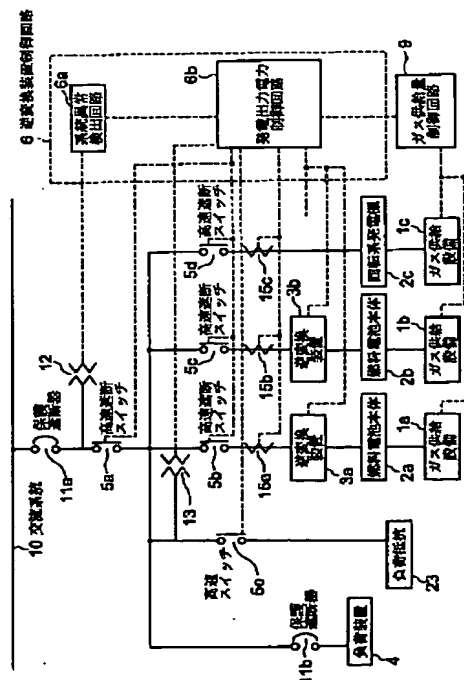 6 逆変換装置制御回路
6a
系統異常
検出回路
6b
発電出力電力
制御回路
9
ガス供給量
制御回路
12
保護
遮断器
11a
高速遮断
スイッチ
5a
10 交流系統
高速遮断
スイッチ
5d
15c
回転系発電機
2c
1c
ガス供給
設備
高速遮断
スイッチ
5c
15b
3b
逆変換
装置
燃料電池本体
2b
1b
ガス供給
設備
高速遮断
スイッチ
5b
15a
逆変換
装置
3a
燃料電池本体
2a
1a
ガス供給
設備
13
高速
スイッチ
5e
負荷抵抗
23
保護
遮断器
11b
負荷装置
4